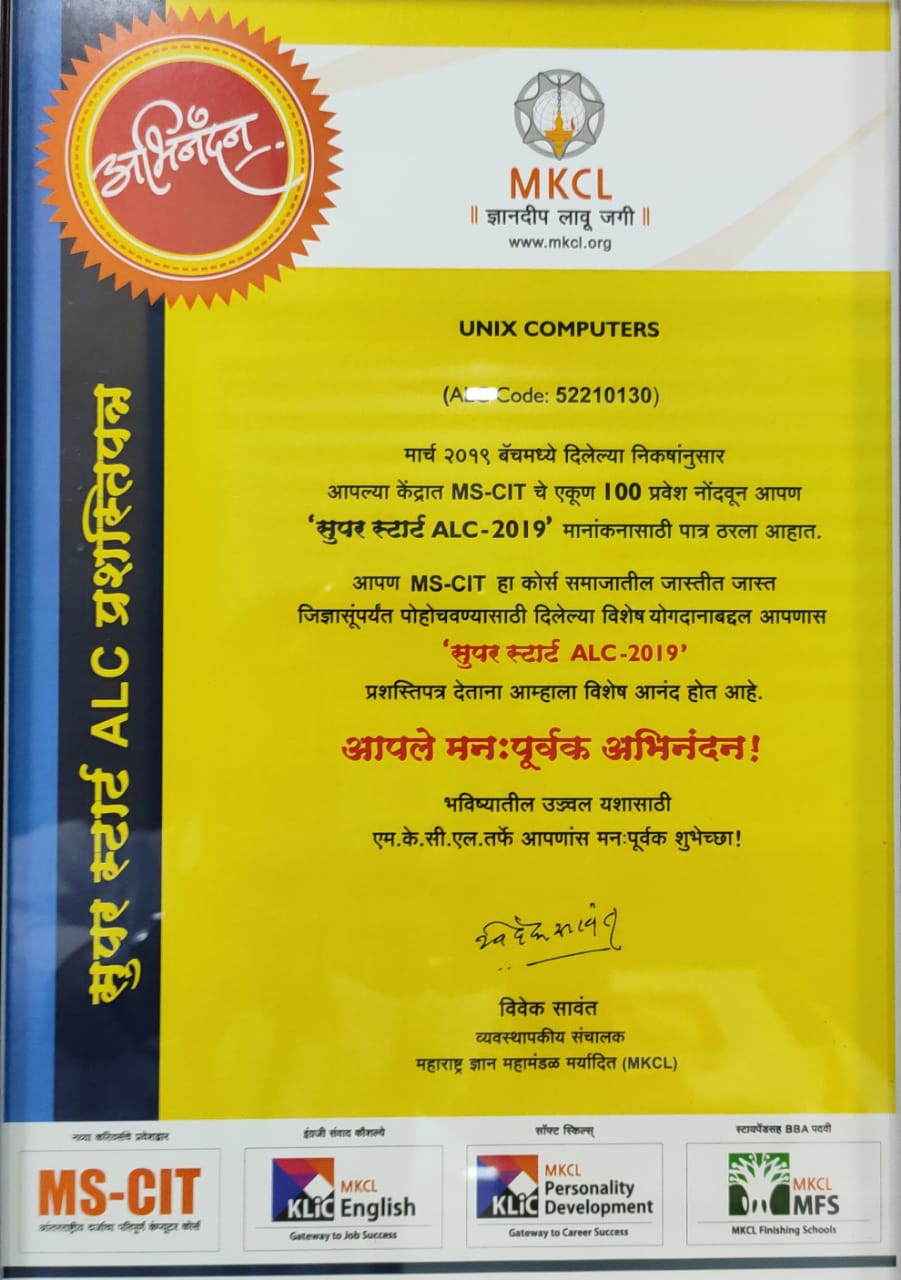 अभिनँदन..
MKCL
|| ज्ञानदीप लावू जगी ||
www.mkcl.org
सुपर स्टार्ट ALC प्रशस्तिपत्र
UNIX COMPUTERS
(ALC Code: 52210130)
मार्च २०१९ बॅचमध्ये दिलेल्या निकषांनुसार
आपल्या केंद्रात MS-CIT चे एकूण 100 प्रवेश नोंदवून आपण
‘सुपर स्टार्ट ALC-2019’ मानांकनासाठी पात्र ठरला आहात.
आपण MS-CIT हा कोर्स समाजातील जास्तीत जास्त
जिज्ञासूंपर्यंत पोहोचवण्यासाठी दिलेल्या विशेष योगदानाबद्दल आपणास
‘सुपर स्टार्ट ALC-2019’
प्रशस्तिपत्र देताना आम्हाला विशेष आनंद होत आहे.
आपले मनःपूर्वक अभिनंदन!
भविष्यातील उज्ज्वल यशासाठी
एम.के.सी.एल.तर्फे आपणांस मनःपूर्वक शुभेच्छा!
विवेक सावंत
विवेक सावंत
व्यवस्थापकीय संचालक
महाराष्ट्र ज्ञान महामंडळ मर्यादित (MKCL)
नव्या करिअर्सचे प्रवेशद्वार
MS-CIT
आंतरराष्ट्रीय दर्जाचा परिपूर्ण कंप्युटर कोर्स
इंग्रजी संवाद कौशल्ये
KLiC
MKCL
English
Gateway to Job Success
सॉफ्ट स्किल्स्
KLiC
MKCL
Personality
Development
Gateway to Career Success
स्टायपेंडसह BBA पदवी
MKCL
MFS
MKCL Finishing Schools